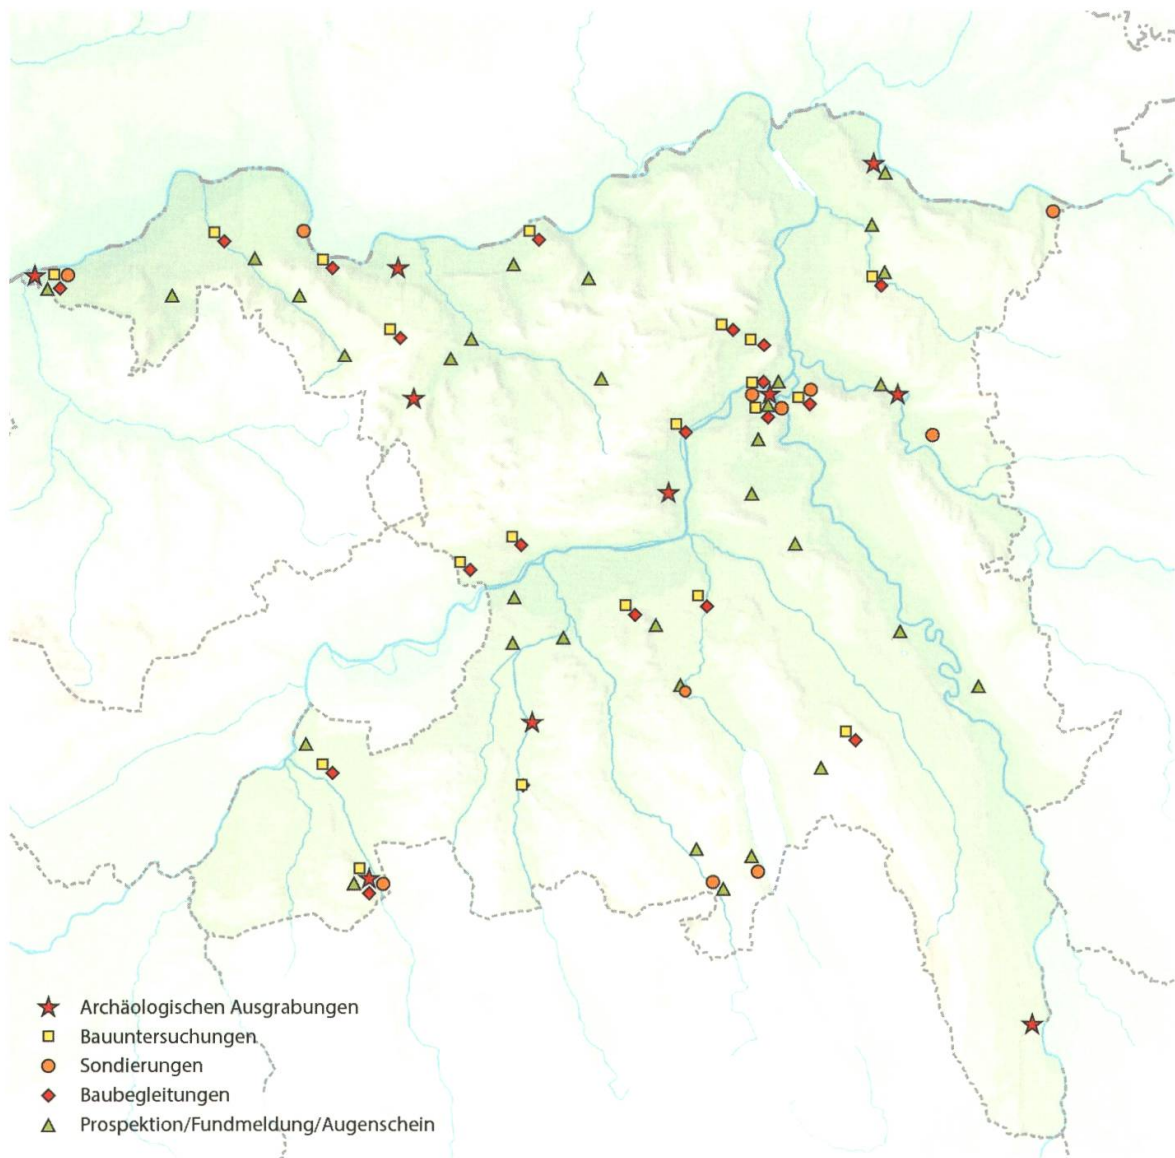 Archäologischen Ausgrabungen
Bauuntersuchungen
Sondierungen
Baubegleitungen
Prospektion/Fundmeldung/Augenschein